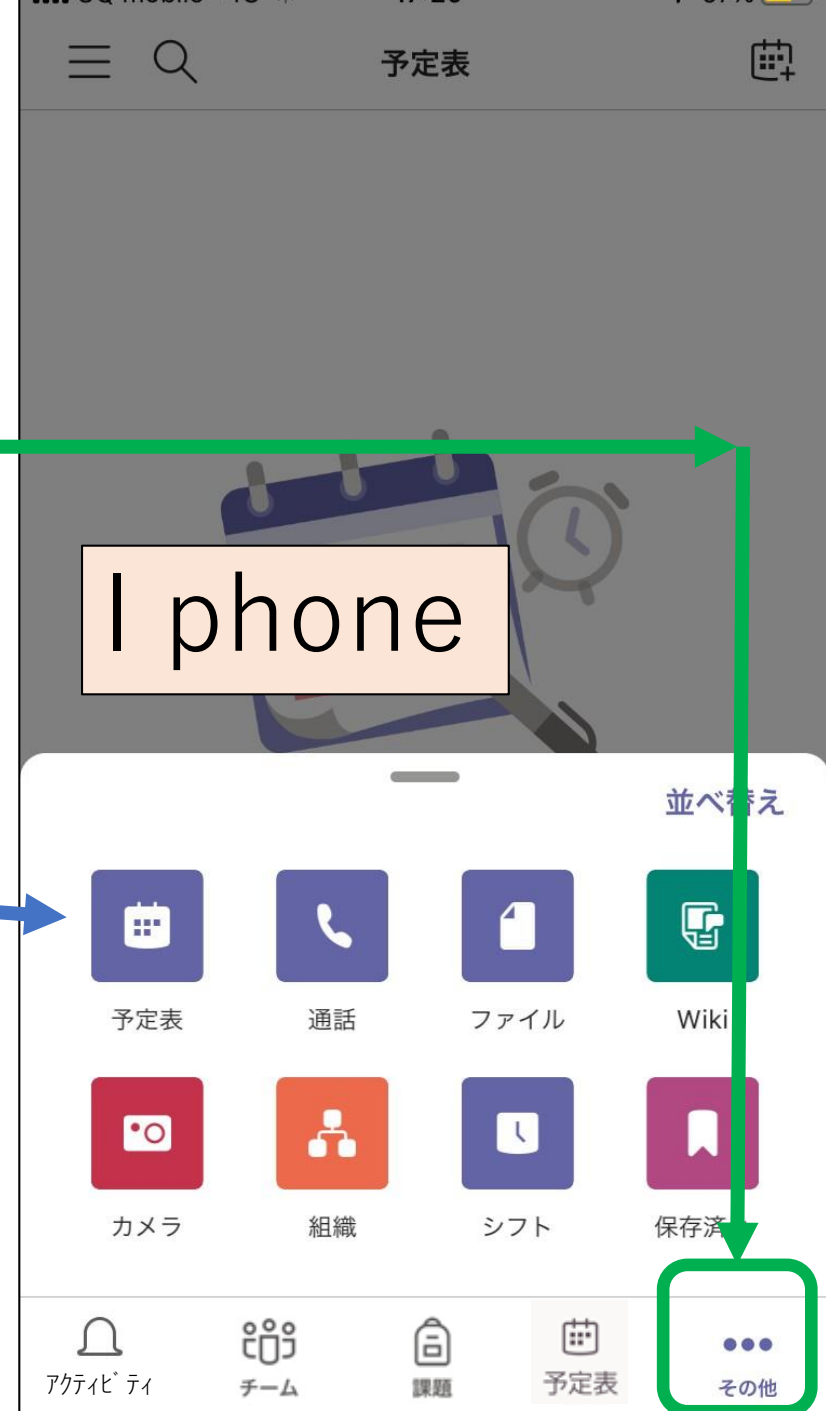 予定表
I phone
並べ替え
予定表 通話 ファイル Wiki
カメラ 組織 シフト 保存済
アクティビティ チーム 課題 予定表 その他